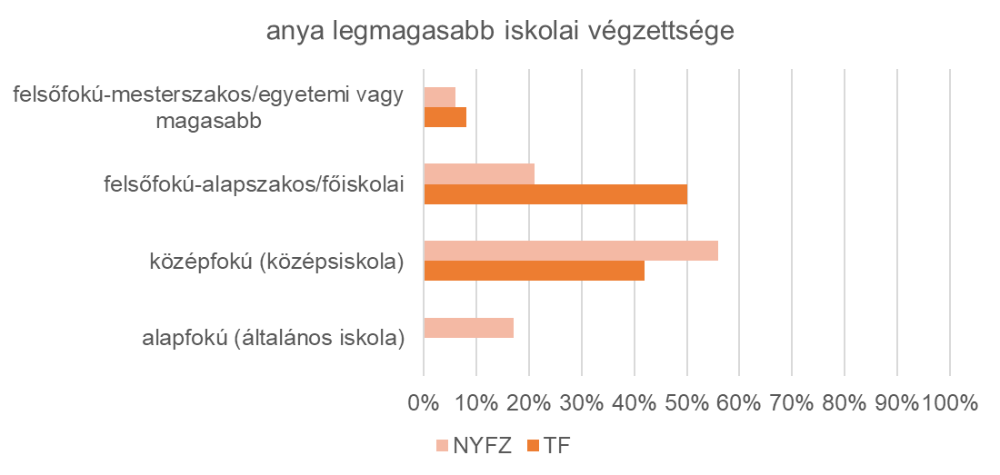 anya legmagasabb iskolai végzettsége
felsőfokú-mesterszakos/egyetemi vagy
magasabb
felsőfokú-alapszakos/főiskolai
középfokú (középsiskola)
alapfokú (általános iskola)
0% 10% 20% 30% 40% 50% 60% 70% 80% 90% 100%
NYFZ TF